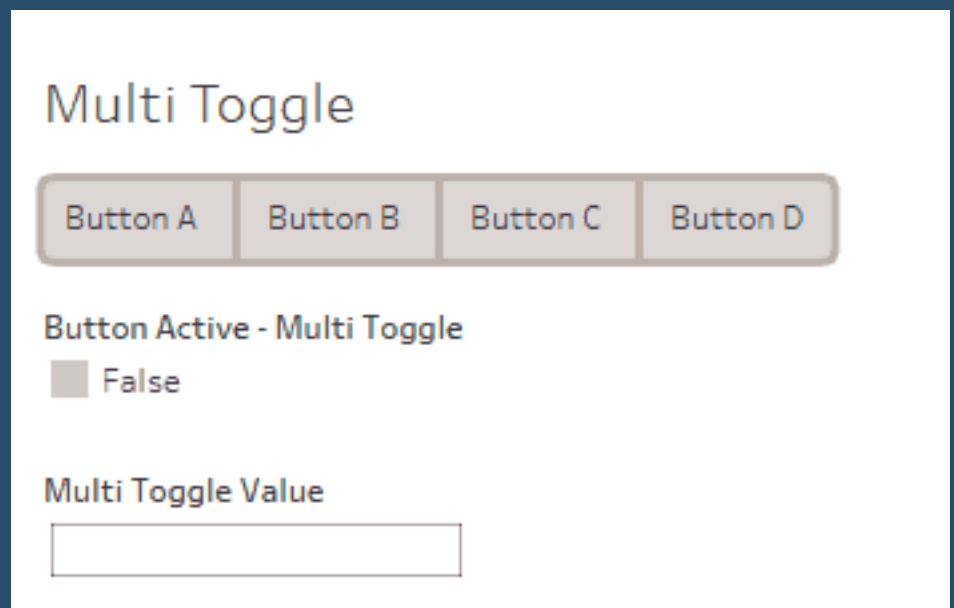 Multi Toggle
Button A Button B Button C Button D
Button Active - Multi Toggle
False
Multi Toggle Value